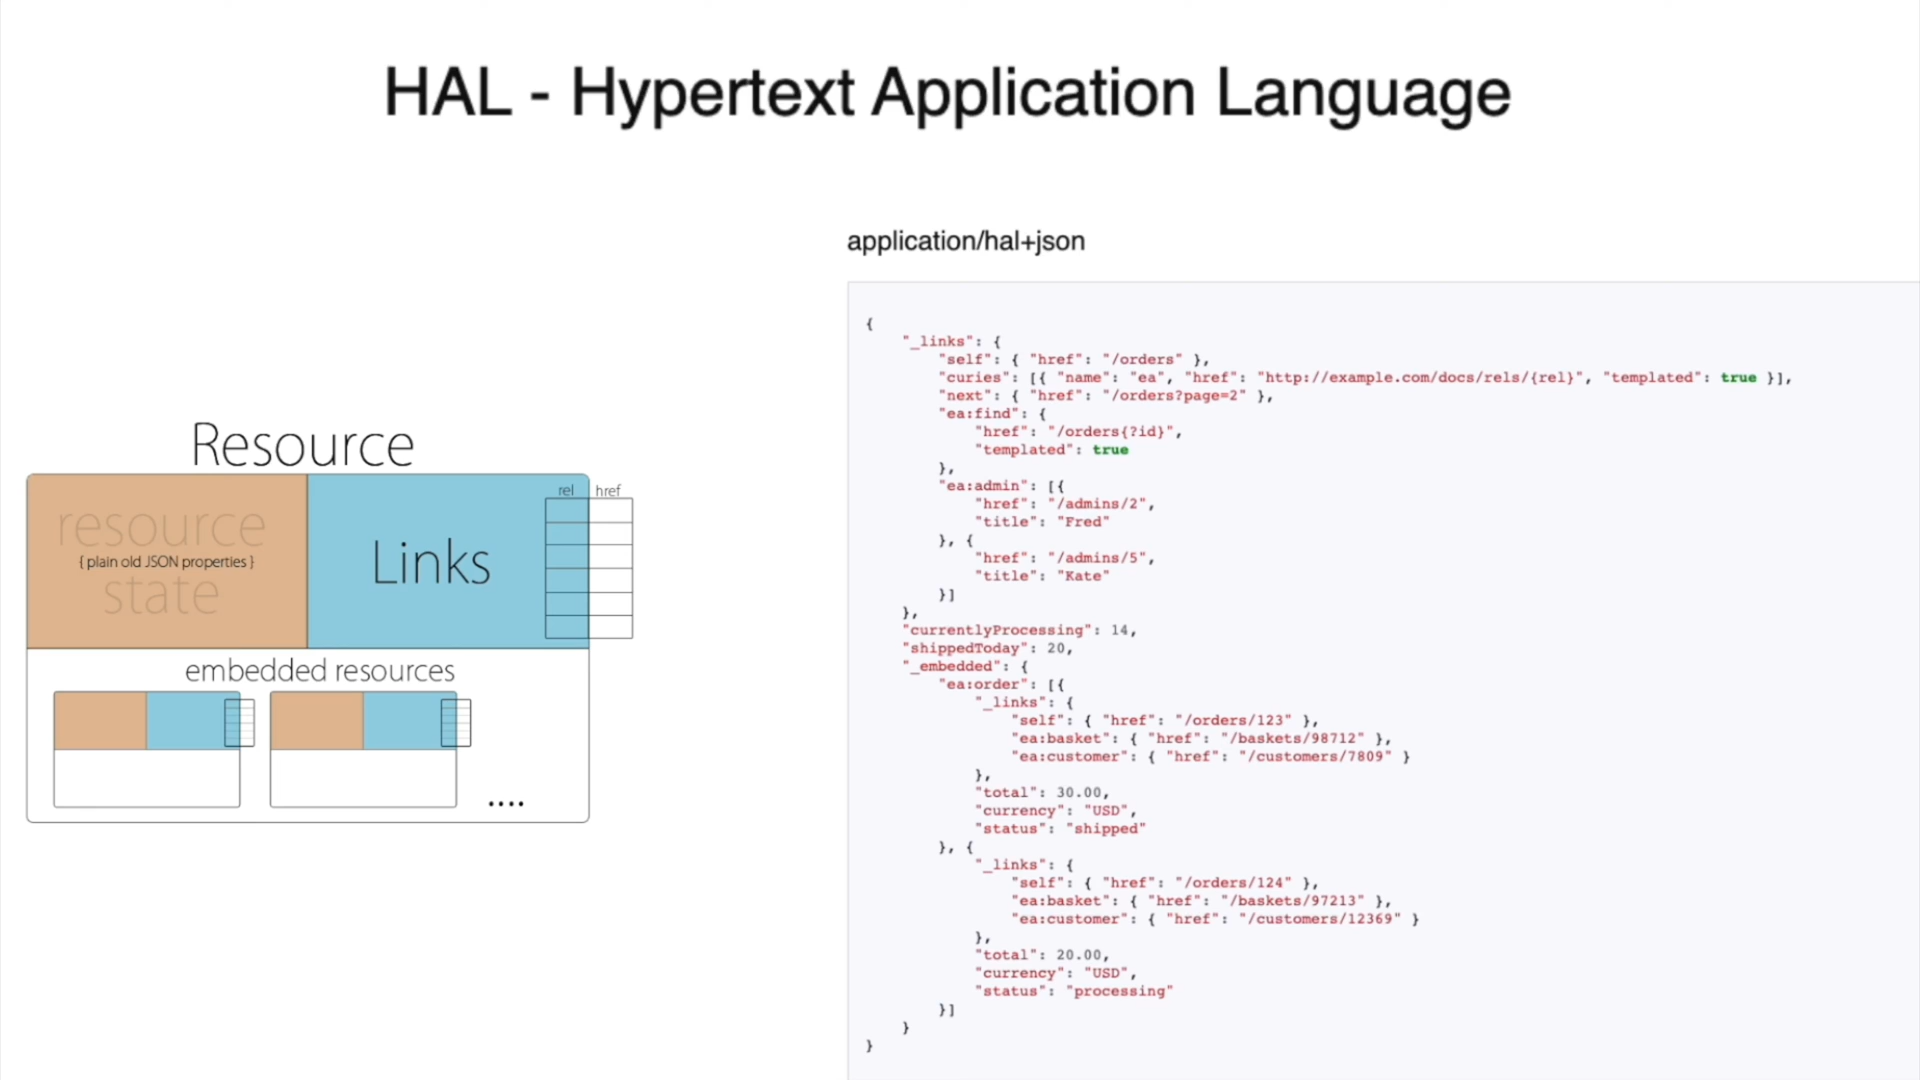 HAL - Hypertext Application Language
Resource
resource
{ plain old JSON properties }
state
Links
rel href
embedded resources
....
application/hal+json
{
    "_links": {
        "self": { "href": "/orders" },
        "curies": [{ "name": "ea", "href": "http://example.com/docs/rels/{rel}", "templated": true }],
        "next": { "href": "/orders?page=2" },
        "ea:find": {
            "href": "/orders{?id}",
            "templated": true
        },
        "ea:admin": [{
            "href": "/admins/2",
            "title": "Fred"
        }, {
            "href": "/admins/5",
            "title": "Kate"
        }]
    },
    "currentlyProcessing": 14,
    "shippedToday": 20,
    "_embedded": {
        "ea:order": [{
            "_links": {
                "self": { "href": "/orders/123" },
                "ea:basket": { "href": "/baskets/98712" },
                "ea:customer": { "href": "/customers/7809" }
            },
            "total": 30.00,
            "currency": "USD",
            "status": "shipped"
        }, {
            "_links": {
                "self": { "href": "/orders/124" },
                "ea:basket": { "href": "/baskets/97213" },
                "ea:customer": { "href": "/customers/12369" }
            },
            "total": 20.00,
            "currency": "USD",
            "status": "processing"
        }]
    }
}